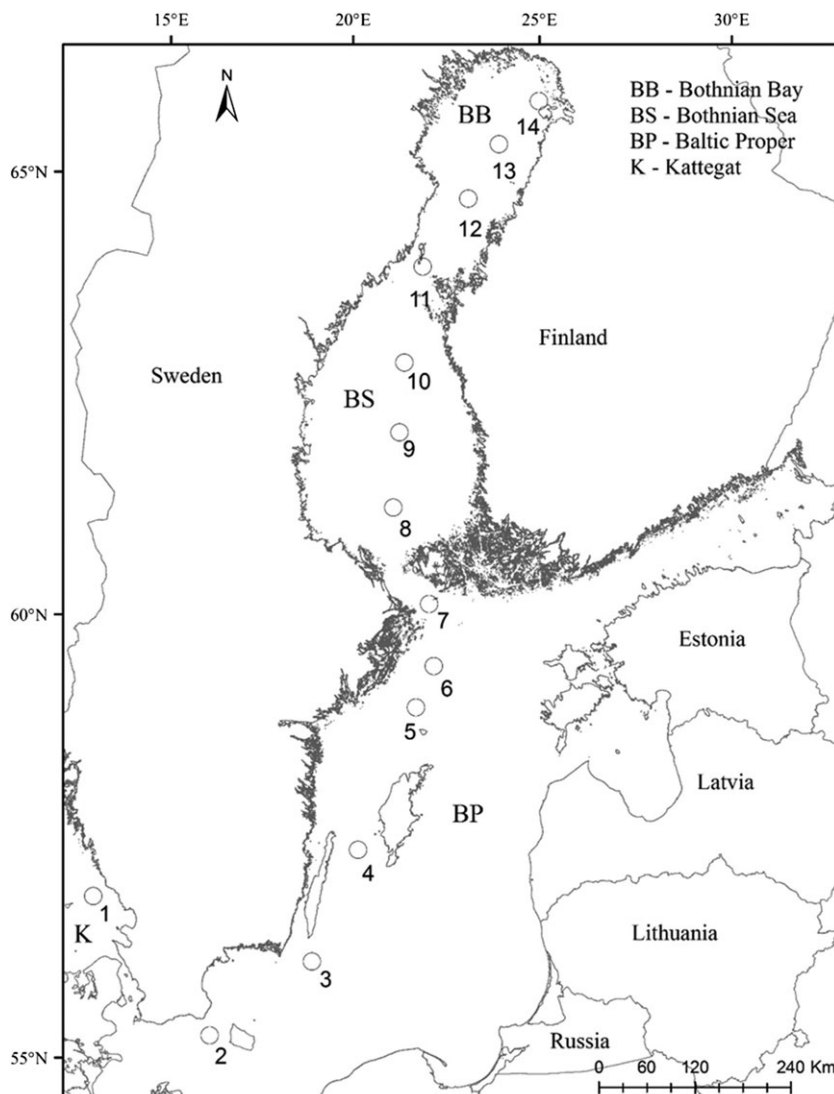 15°E 20°E 25°E 30°E
N
BB - Bothnian Bay
BS - Bothnian Sea
BP - Baltic Proper
K - Kattegat
BB
14
13
65°N
12
11
Finland
Sweden
10
BS
9
8
60°N
7
Estonia
6
5
Latvia
BP
4
1
K
Lithuania
3
2
Russia
55°N
0 60 120 240 Km